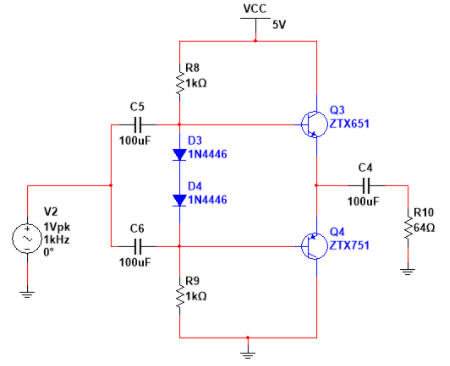 VCC
5V
R8
1kΩ
Q3
ZTX651
C5
100uF
D3
1N4446
C4
100uF
D4
1N4446
R10
64Ω
V2
1Vpk
1kHz
0°
C6
100uF
Q4
ZTX751
R9
1kΩ